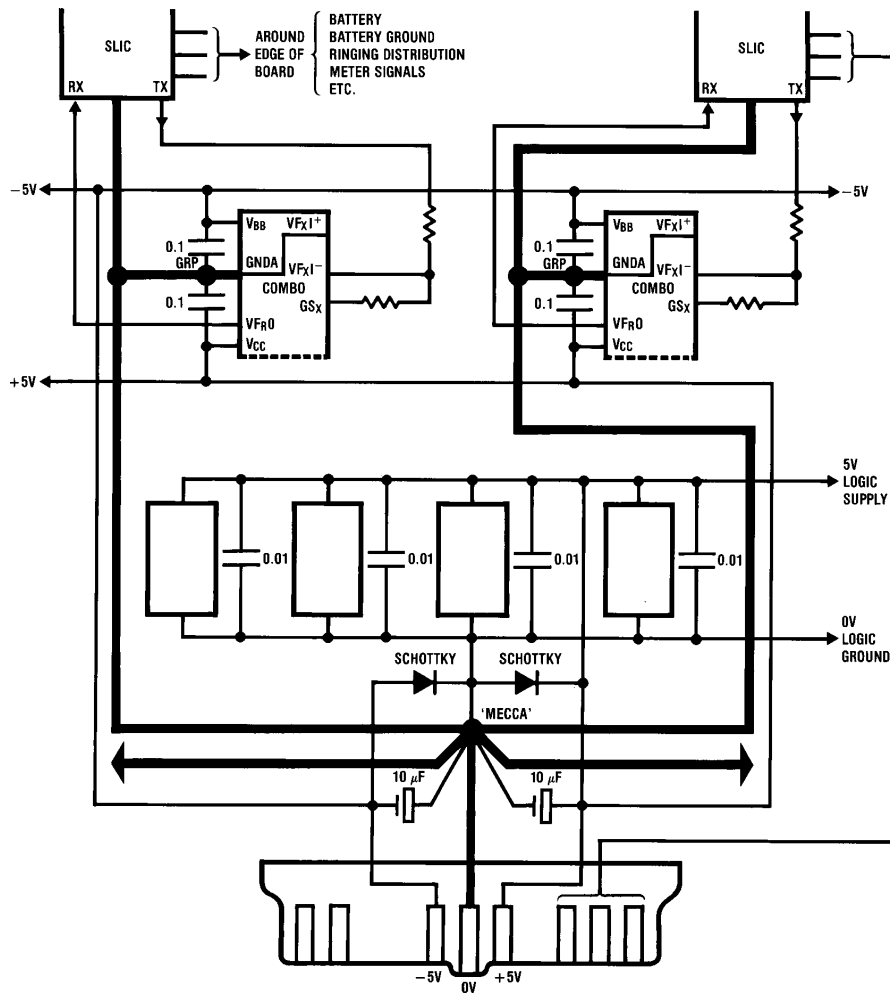 SLIC
RX
TX
AROUND
EDGE OF
BOARD
BATTERY
BATTERY GROUND
RINGING DISTRIBUTION
METER SIGNALS
ETC.
SLIC
RX
TX
−5V
−5V
0.1
GRP
0.1
VBB
VFXI+
GNDA
VFXI−
COMBO
GSX
VFRO
VCC
0.1
GRP
0.1
VBB
VFXI+
GNDA
VFXI−
COMBO
GSX
VFRO
VCC
+5V
5V
LOGIC
SUPPLY
0.01
0.01
0.01
0.01
0V
LOGIC
GROUND
SCHOTTKY
SCHOTTKY
'MECCA'
10 μF
10 μF
−5V
0V
+5V